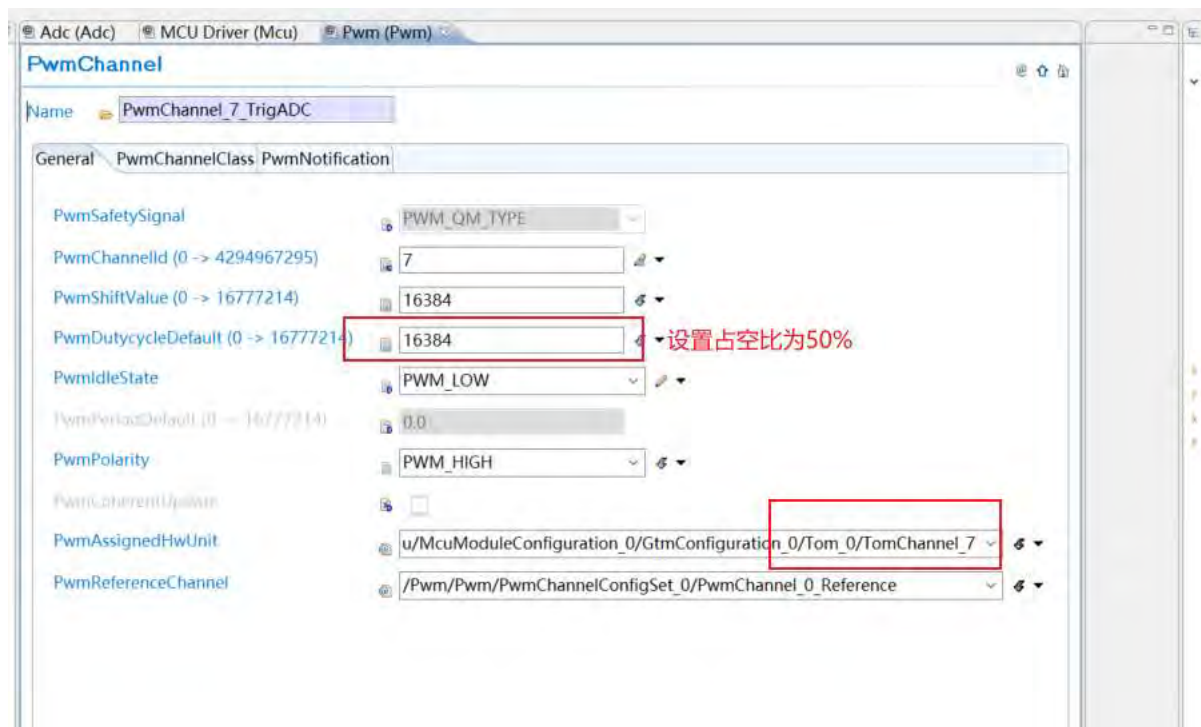 Adc (Adc) MCU Driver (Mcu) Pwm (Pwm)
PwmChannel
Name PwmChannel_7_TrigADC
General PwmChannelClass PwmNotification
PwmSafetySignal PWM_QM_TYPE
PwmChannelId (0 -> 4294967295) 7
PwmShiftValue (0 -> 16777214) 16384
PwmDutycycleDefault (0 -> 16777214) 16384 设置占空比为50%
PwmIdleState PWM_LOW
PwmPeriodDefault (0 -> 16777214) 0.0
PwmPolarity PWM_HIGH
PwmAssignedHwUnit u/McuModuleConfiguration_0/GtmConfiguration_0/Tom_0/TomChannel_7
PwmReferenceChannel /Pwm/Pwm/PwmChannelConfigSet_0/PwmChannel_0_Reference